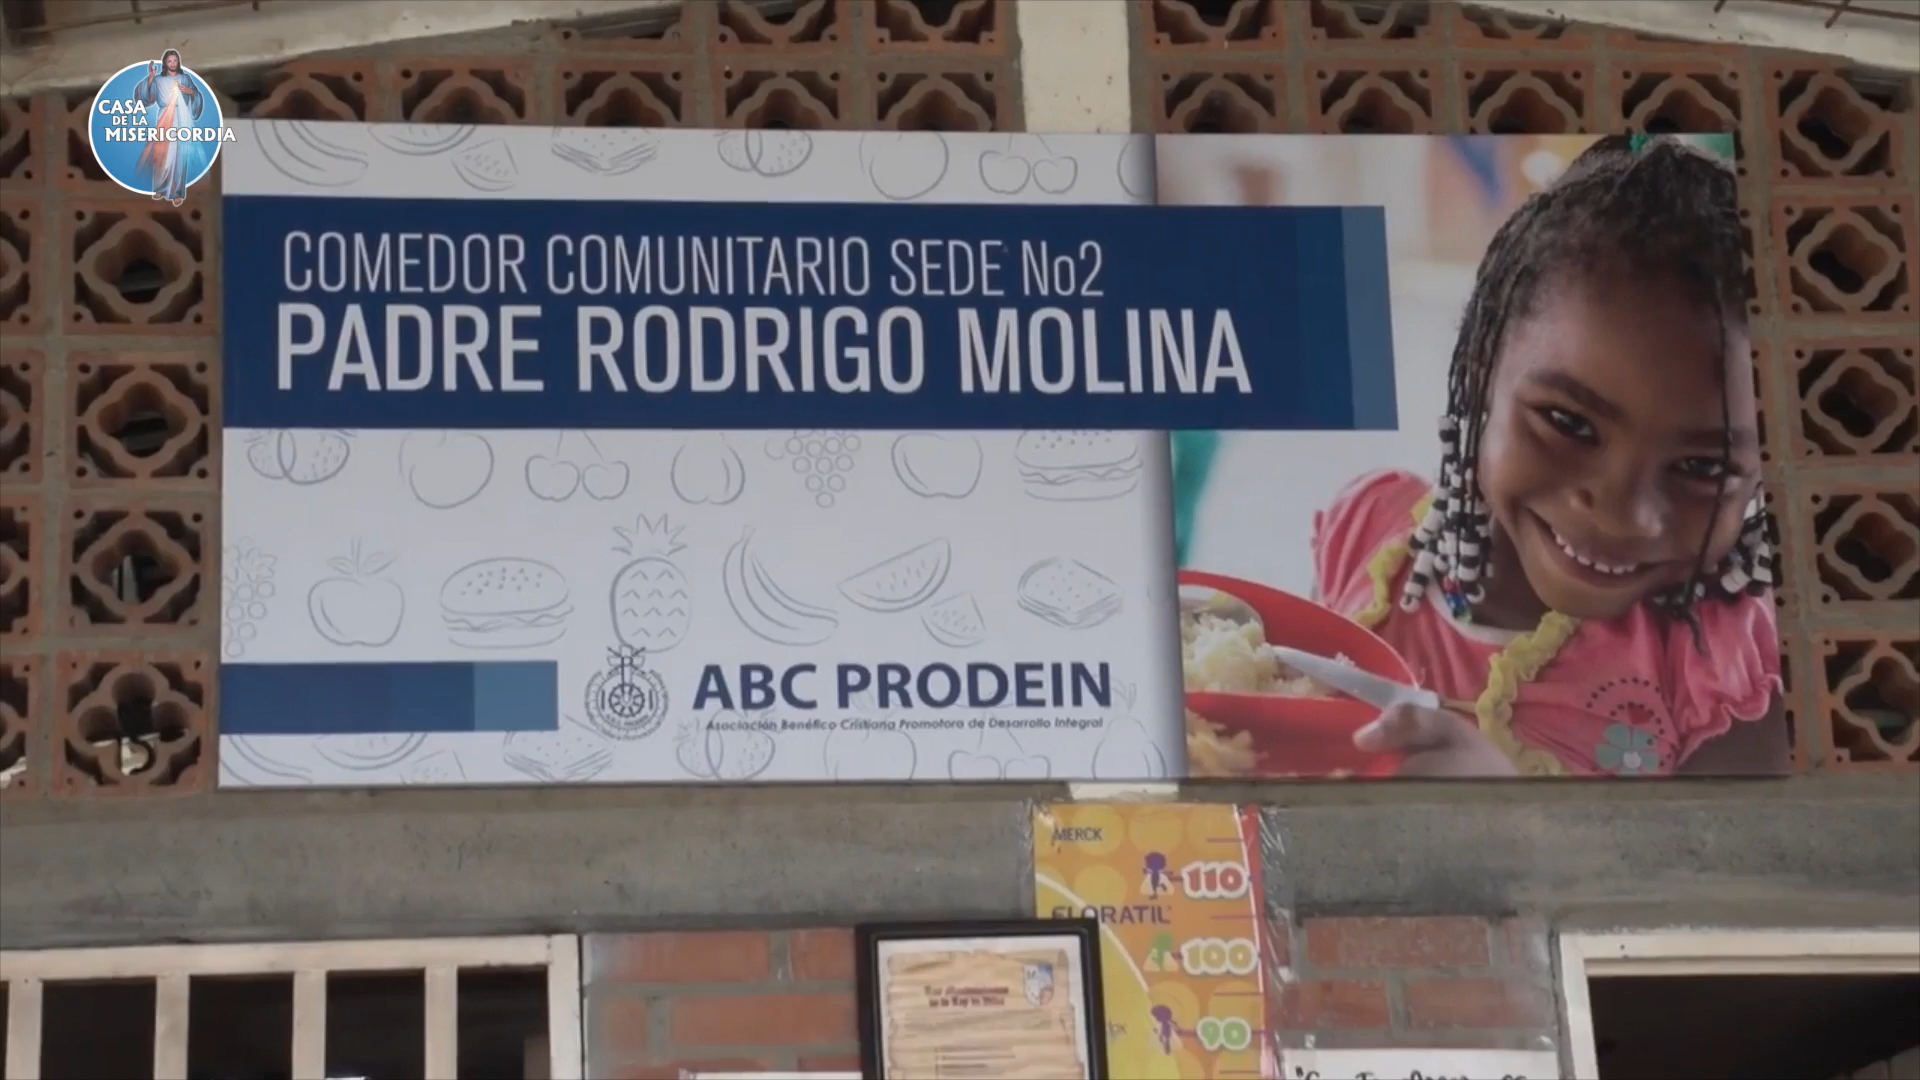 CASA
DE LA
MISERICORDIA
COMEDOR COMUNITARIO SEDE No2
PADRE RODRIGO MOLINA
ABC PRODEIN
Asociación Benéfico Cristiana Promotora de Desarrollo Integral
MERCK
110
FLORATIL
100
90